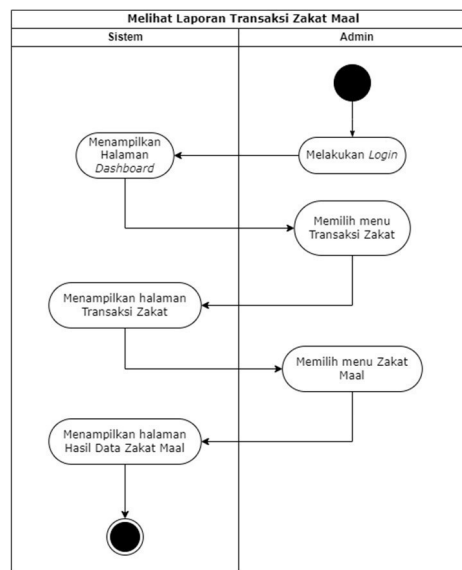 Melihat Laporan Transaksi Zakat Maal
Sistem
Admin
Melakukan Login
Menampilkan
Halaman
Dashboard
Memilih menu
Transaksi Zakat
Menampilkan halaman
Transaksi Zakat
Memilih menu Zakat
Maal
Menampilkan halaman
Hasil Data Zakat Maal